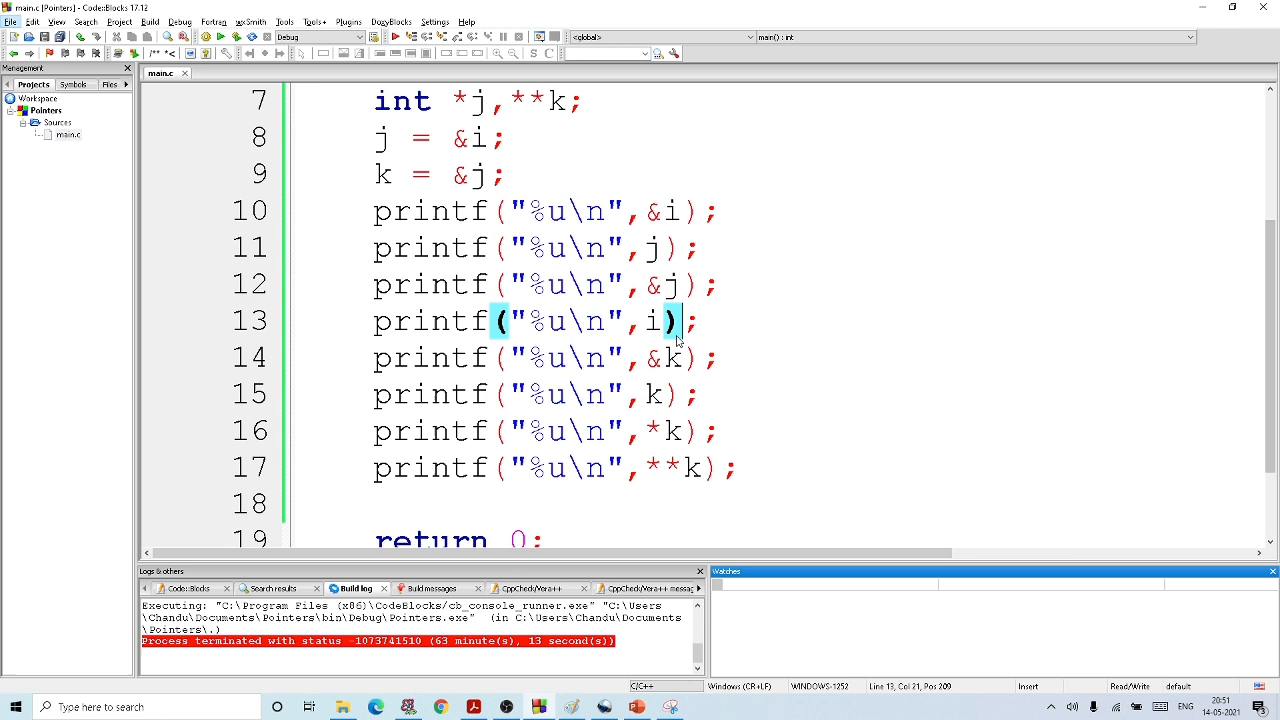 main.c [Pointers] - Code::Blocks 17.12
File Edit View Search Project Build Debug Fortran wxSmith Tools Tools+ Plugins DoxyBlocks Settings Help
Debug <global> main() : int
/** *<
S C
Management
Projects Symbols Files
Workspace
Pointers
Sources
main.c
main.c
7 int *j,**k;
8 j = &i;
9 k = &j;
10 printf("%u\n",&i);
11 printf("%u\n",j);
12 printf("%u\n",&j);
13 printf("%u\n",i);
14 printf("%u\n",&k);
15 printf("%u\n",k);
16 printf("%u\n",*k);
17 printf("%u\n",**k);
18
19 return 0;
Logs & others
Code::Blocks Search results Build log Build messages CppCheck/Vera++ CppCheck/Vera++ messag
Executing: "C:\Program Files (x86)\CodeBlocks/cb_console_runner.exe" "C:\Users
\Chandu\Documents\Pointers\bin\Debug\Pointers.exe" (in C:\Users\Chandu\Documents
\Pointers\.)
Process terminated with status -1073741510 (63 minute(s), 13 second(s))
Watches
C/C++ Windows (CR+LF) WINDOWS-1252 Line 13, Col 21, Pos 209 Insert Read/Write default
Type here to search
ENG
20:51
14-05-2021
3